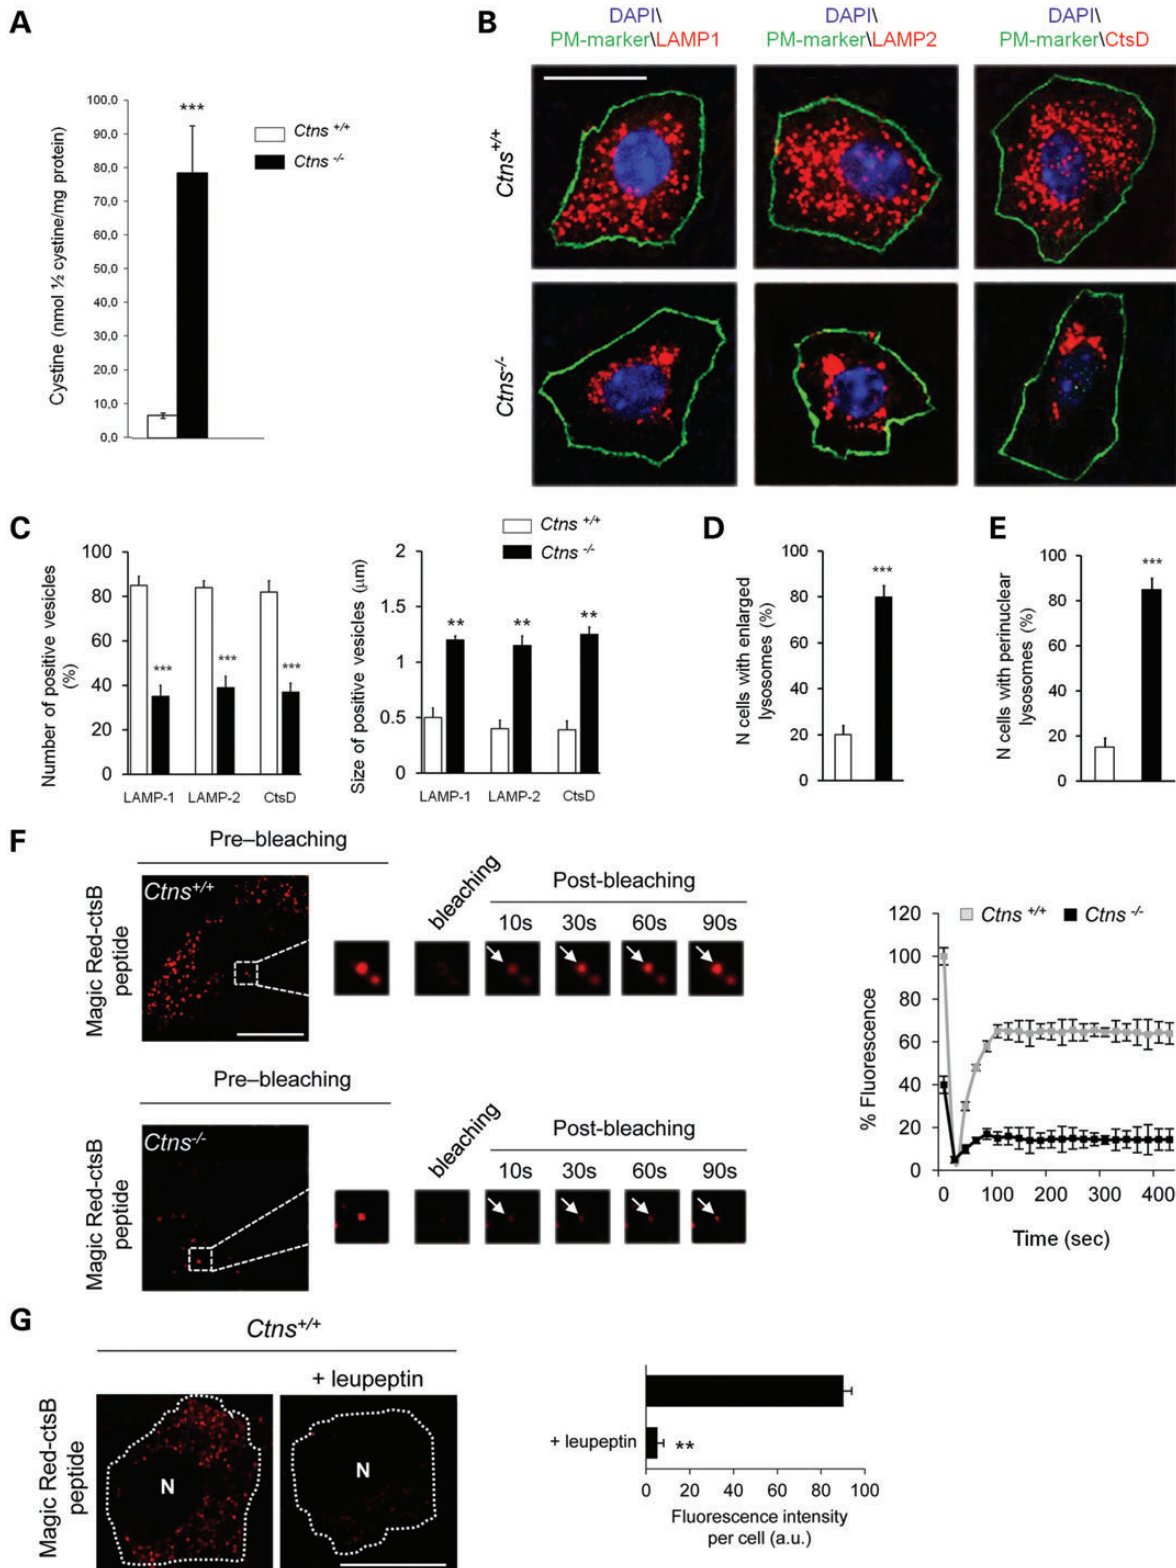 A
Cystine (nmol ½ cystine/mg protein)
100,0
90,0
80,0
70,0
60,0
50,0
40,0
30,0
20,0
10,0
0,0
***
Ctns +/+
Ctns -/-
B
DAPI\
PM-marker\LAMP1
DAPI\
PM-marker\LAMP2
DAPI\
PM-marker\CtsD
Ctns+/+
Ctns-/-
C
Number of positive vesicles
(%)
100
80
60
40
20
0
***
***
***
LAMP-1
LAMP-2
CtsD
Size of positive vesicles (μm)
2
1.5
1
0.5
0
**
**
**
LAMP-1
LAMP-2
CtsD
Ctns +/+
Ctns -/-
D
N cells with enlarged
lysosomes (%)
100
80
60
40
20
0
***
E
N cells with perinuclear
lysosomes (%)
100
80
60
40
20
0
***
F
Pre–bleaching
Magic Red-ctsB
peptide
Ctns+/+
bleaching
Post-bleaching
10s
30s
60s
90s
Pre–bleaching
Magic Red-ctsB
peptide
Ctns-/-
bleaching
Post-bleaching
10s
30s
60s
90s
% Fluorescence
120
100
80
60
40
20
0
Ctns +/+
Ctns -/-
0
100
200
300
400
Time (sec)
G
Ctns+/+
+ leupeptin
Magic Red-ctsB
peptide
N
N
+ leupeptin
**
0
20
40
60
80
100
Fluorescence intensity
per cell (a.u.)